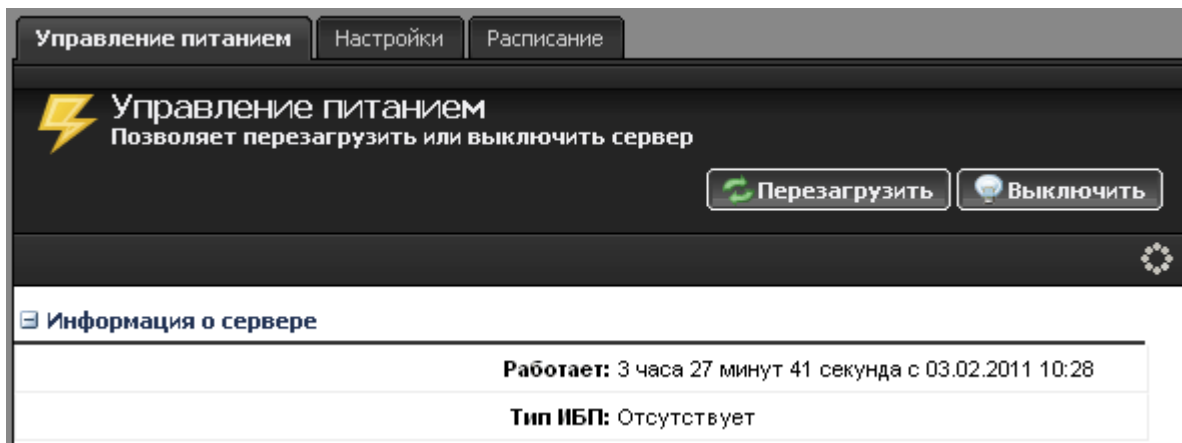 Управление питанием Настройки Расписание
Управление питанием
Позволяет перезагрузить или выключить сервер
Перезагрузить Выключить
Информация о сервере
Работает: 3 часа 27 минут 41 секунда с 03.02.2011 10:28
Тип ИБП: Отсутствует